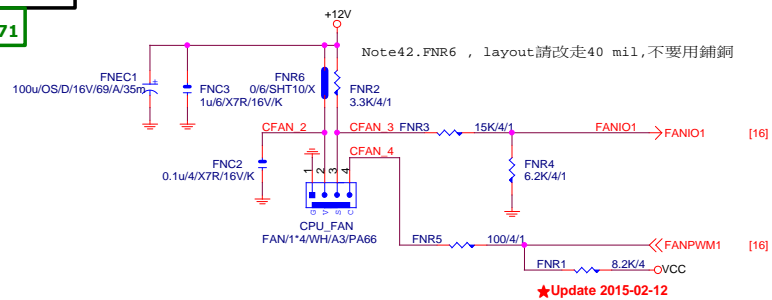 71
+12V
Note42.FNR6 , layout請改走40 mil,不要用鋪銅
FNEC1
100u/OS/D/16V/69/A/35m
FNC3
1u/6/X7R/16V/K
FNR6
0/6/SHT10/X
FNR2
3.3K/4/1
CFAN_2
CFAN_3
FNR3
15K/4/1
FANIO1
FANIO1
[16]
CFAN_4
FNC2
0.1u/4/X7R/16V/K
FNR4
6.2K/4/1
1
2
3
4
G
V
S
C
CPU_FAN
FAN/1*4/WH/A3/PA66
FNR5
100/4/1
FANPWM1
[16]
FNR1
8.2K/4
VCC
★Update 2015-02-12